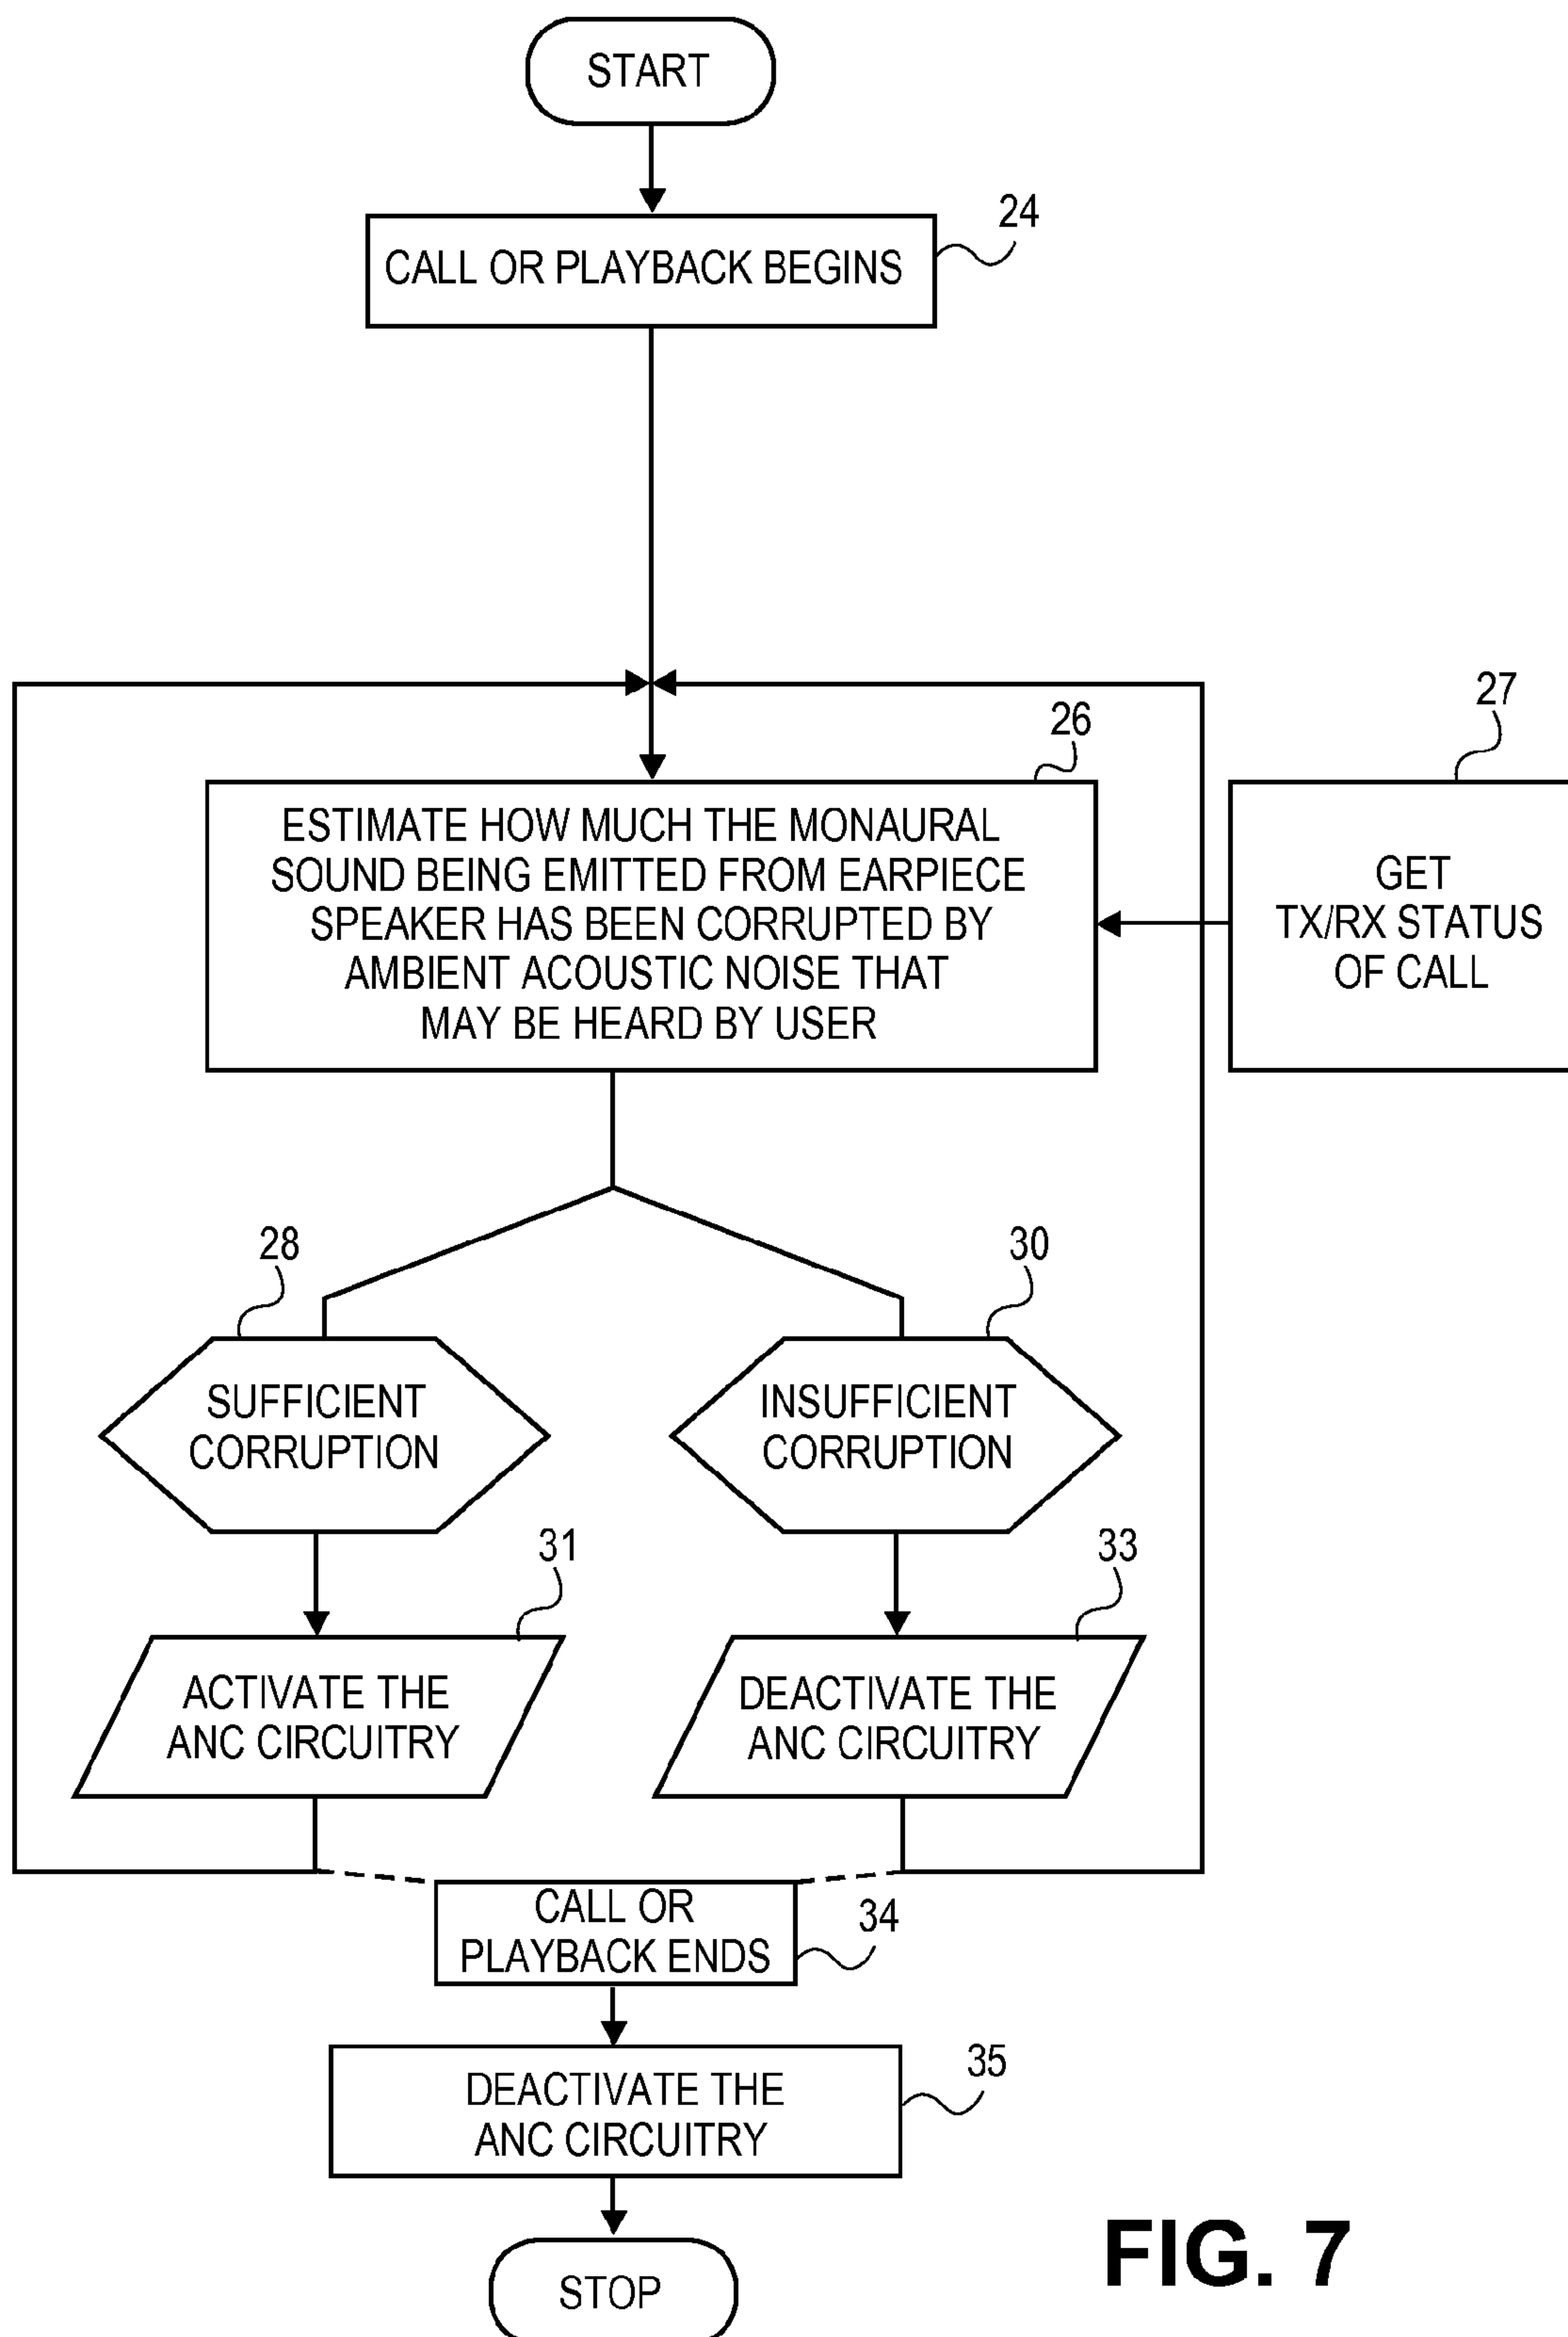 START
24
CALL OR PLAYBACK BEGINS
26
27
ESTIMATE HOW MUCH THE MONAURAL
SOUND BEING EMITTED FROM EARPIECE
SPEAKER HAS BEEN CORRUPTED BY
AMBIENT ACOUSTIC NOISE THAT
MAY BE HEARD BY USER
GET
TX/RX STATUS
OF CALL
28
SUFFICIENT
CORRUPTION
30
INSUFFICIENT
CORRUPTION
31
ACTIVATE THE
ANC CIRCUITRY
33
DEACTIVATE THE
ANC CIRCUITRY
CALL OR
PLAYBACK ENDS
34
35
DEACTIVATE THE
ANC CIRCUITRY
STOP
FIG. 7